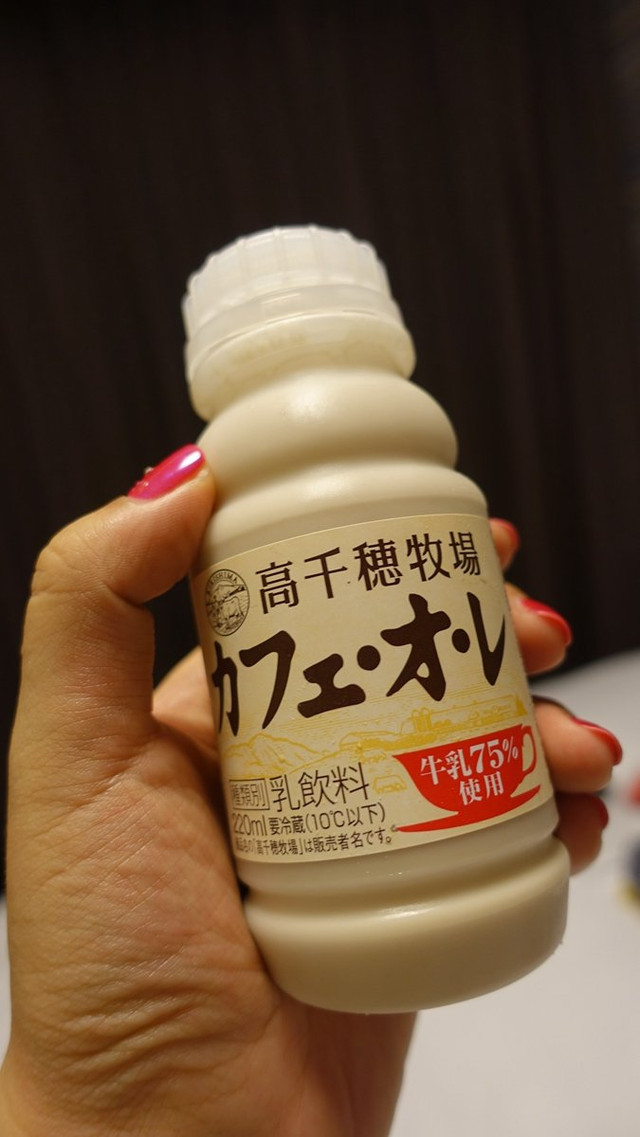 高千穂牧場
カフェ・オ・レ
牛乳75%
使用
種類別 乳飲料
220ml 要冷蔵(10℃以下)
「高千穂牧場」は販売者名です。